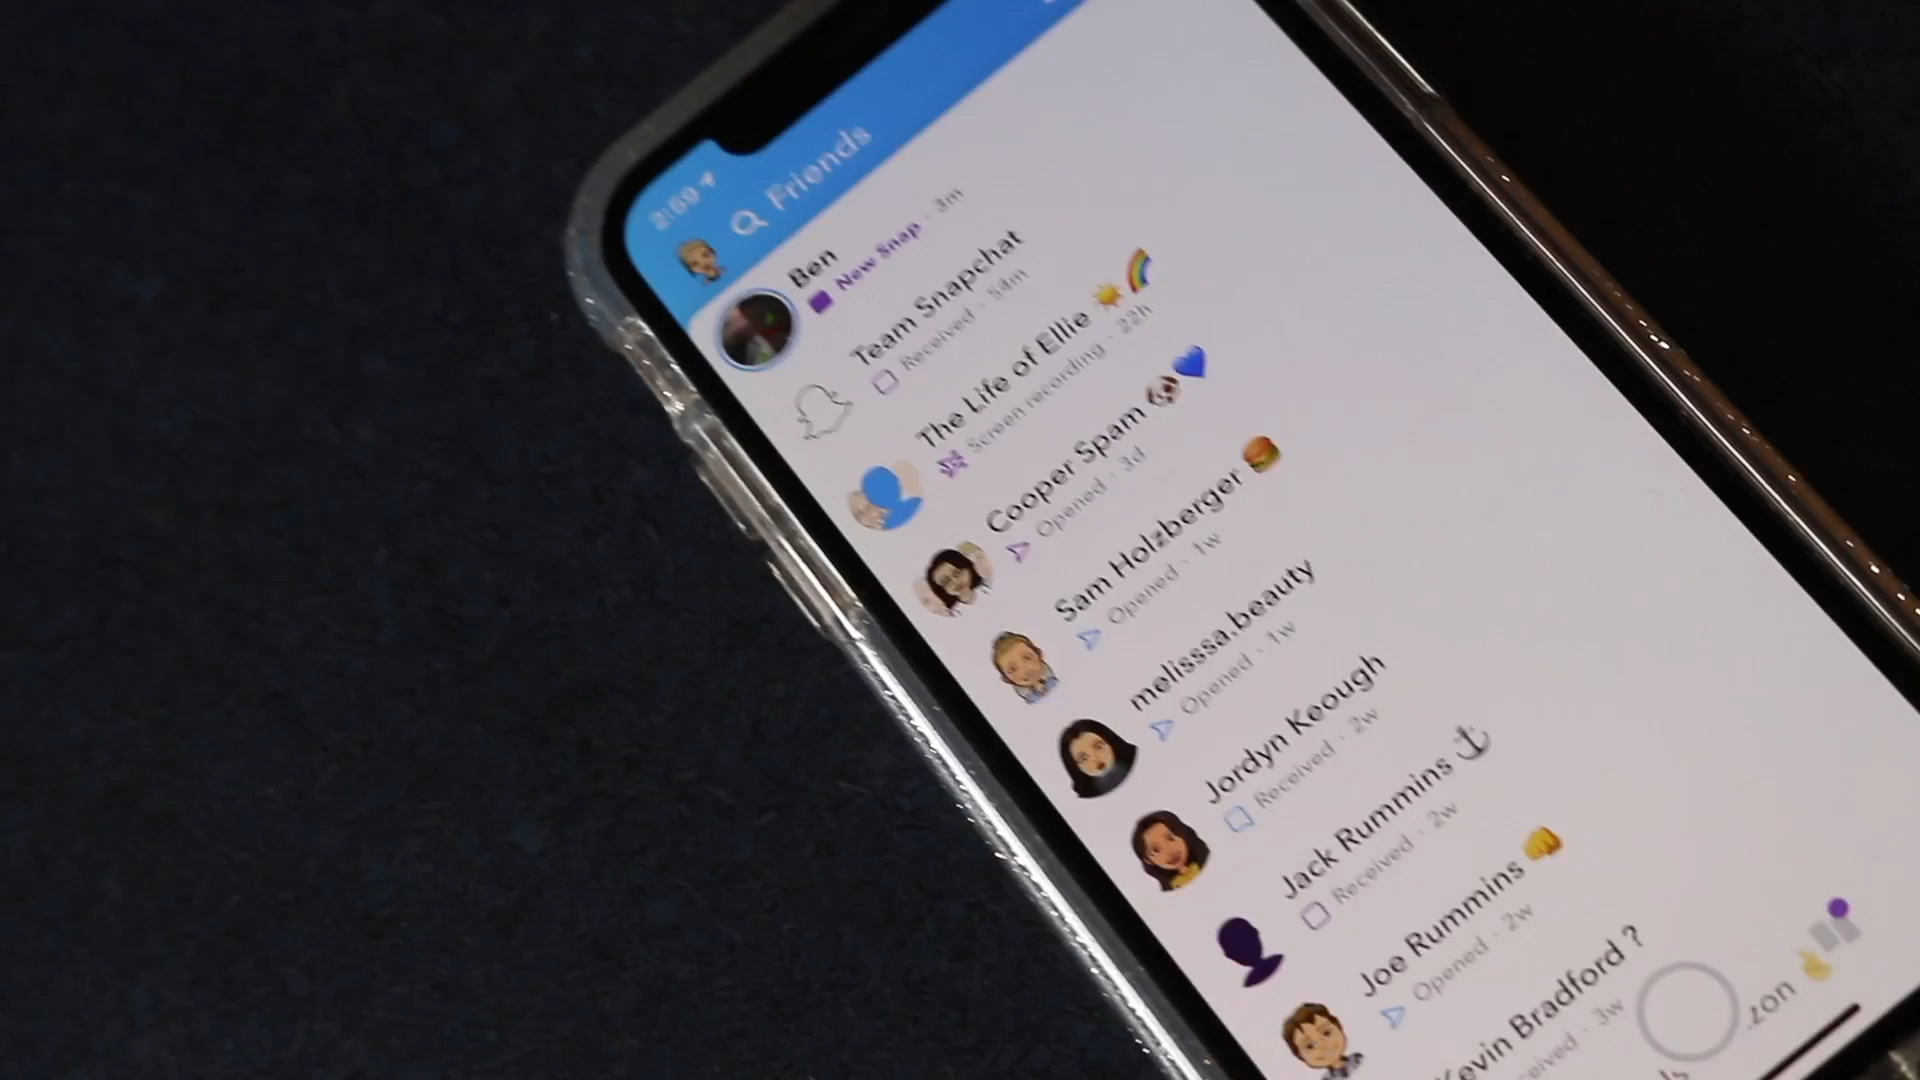 2:59
Friends
Ben
New Snap · 3m
Team Snapchat
Received · 54m
The Life of Ellie ☀️🌈
Screen recording · 22h
Cooper Spam 🐶💙
Opened · 3d
Sam Holzberger 🍔
Opened · 1w
melisssa.beauty
Opened · 1w
Jordyn Keough
Received · 2w
Jack Rummins ⚓
Received · 2w
Joe Rummins 👊
Opened · 2w
Kevin Bradford ?
Received · 3w